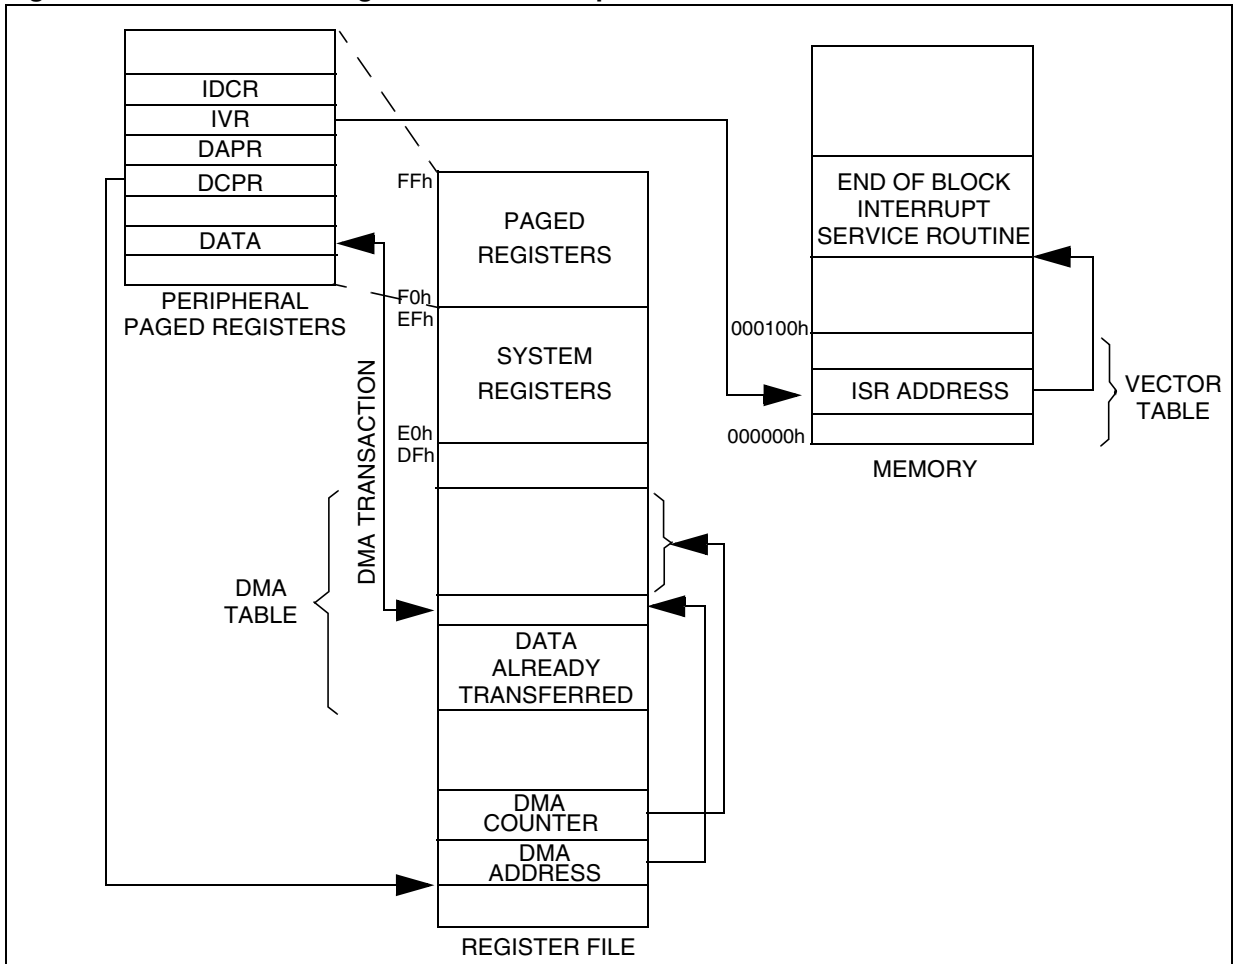 IDCR
IVR
DAPR
DCPR
DATA
PERIPHERAL
PAGED REGISTERS
FFh
PAGED
REGISTERS
F0h
EFh
SYSTEM
REGISTERS
E0h
DFh
DMA TRANSACTION
DMA
TABLE
DATA
ALREADY
TRANSFERRED
DMA
COUNTER
DMA
ADDRESS
REGISTER FILE
END OF BLOCK
INTERRUPT
SERVICE ROUTINE
000100h
ISR ADDRESS
000000h
VECTOR
TABLE
MEMORY